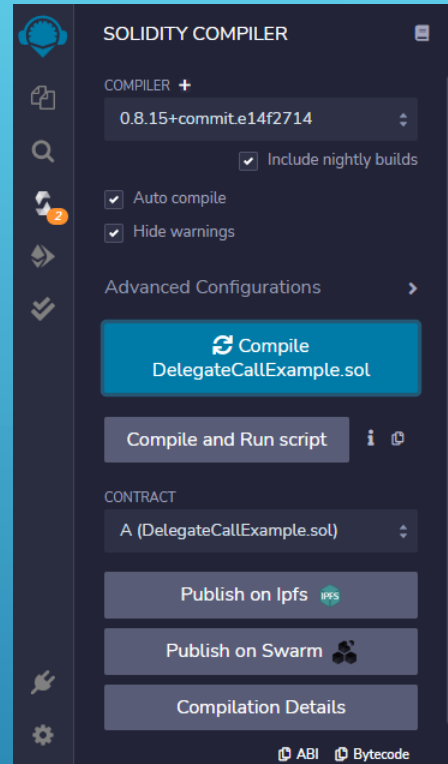 SOLIDITY COMPILER
COMPILER +
0.8.15+commit.e14f2714
Include nightly builds
Auto compile
2
Hide warnings
Advanced Configurations
Compile
DelegateCallExample.sol
Compile and Run script
CONTRACT
A (DelegateCallExample.sol)
Publish on Ipfs IPFS
Publish on Swarm
Compilation Details
ABI Bytecode